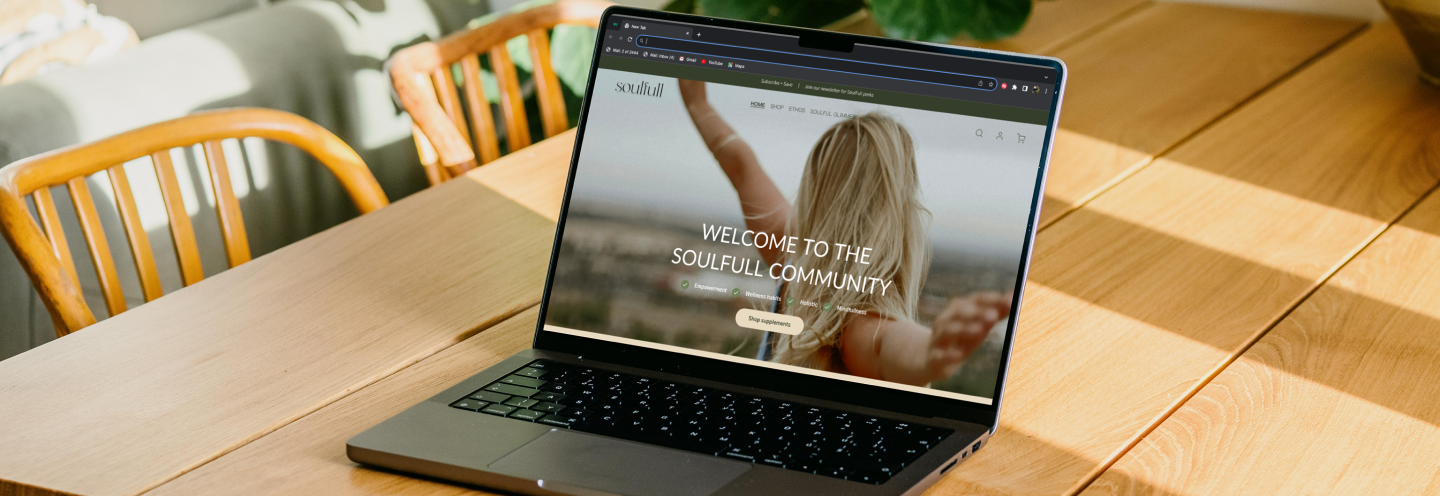 New Tab
Mail: 2 of 2444
Mail: Inbox (4)
Gmail
YouTube
Maps
Subscribe + Save | Join our newsletter for SoulFull perks
soulfull
HOME SHOP ETHOS SOULFUL GLIMMERS
WELCOME TO THE
SOULFULL COMMUNITY
Empowerment Wellness habits Holistic Mindfulness
Shop supplements